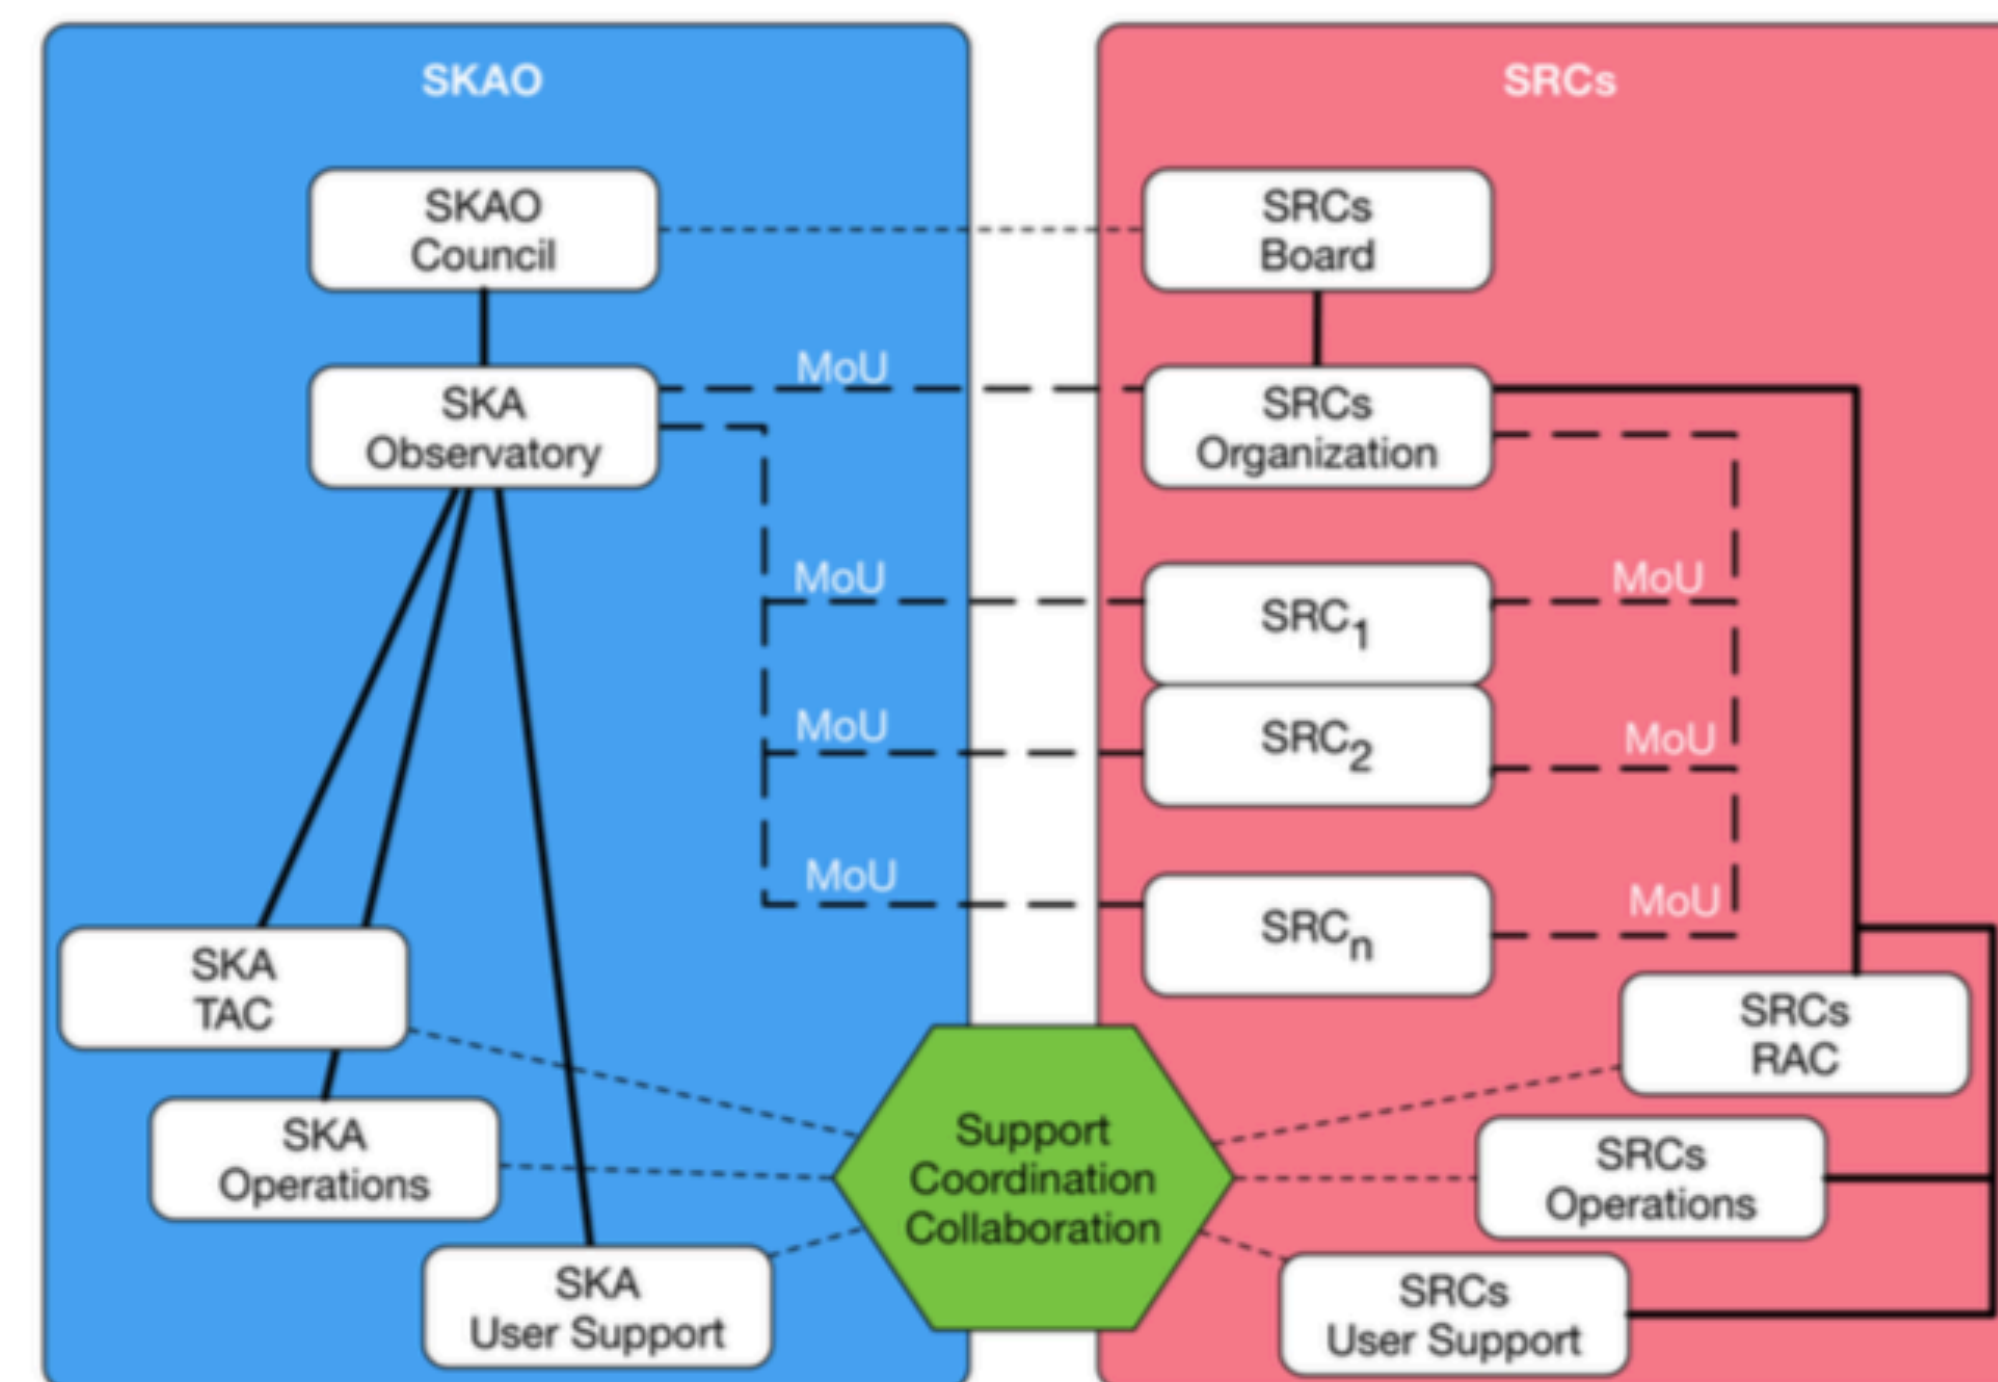 SKAO
SKAO
Council
SKA
Observatory
MoU
MoU
MoU
MoU
SKA
TAC
SKA
Operations
SKA
User Support
Support
Coordination
Collaboration
SRCs
SRCs
Board
SRCs
Organization
SRC1
MoU
SRC2
MoU
SRCn
MoU
SRCs
RAC
SRCs
Operations
SRCs
User Support